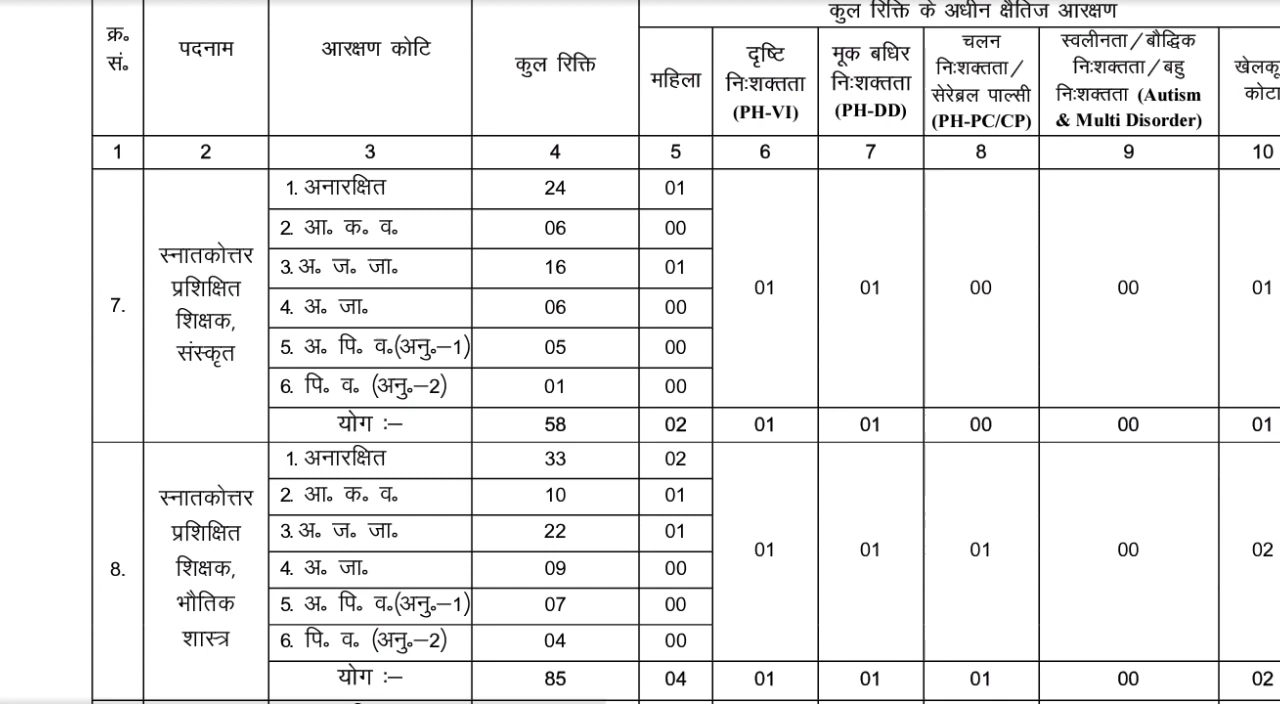 कुल रिक्ति के अधीन क्षैतिज आरक्षण
क्र॰ सं॰ पदनाम आरक्षण कोटि कुल रिक्ति महिला दृष्टि निःशक्तता (PH-VI) मूक बधिर निःशक्तता (PH-DD) चलन निःशक्तता/ सेरेब्रल पाल्सी (PH-PC/CP) स्वलीनता/बौद्धिक निःशक्तता/बहु निःशक्तता (Autism & Multi Disorder) खेलकू कोटा
1 2 3 4 5 6 7 8 9 10
7. स्नातकोत्तर प्रशिक्षित शिक्षक, संस्कृत
1. अनारक्षित 24 01
2. आ॰ क॰ व॰ 06 00
3. अ॰ ज॰ जा॰ 16 01
01 01 00 00 01
4. अ॰ जा॰ 06 00
5. अ॰ पि॰ व॰(अनु॰–1) 05 00
6. पि॰ व॰ (अनु॰–2) 01 00
योग :– 58 02 01 01 00 00 01
8. स्नातकोत्तर प्रशिक्षित शिक्षक, भौतिक शास्त्र
1. अनारक्षित 33 02
2. आ॰ क॰ व॰ 10 01
3. अ॰ ज॰ जा॰ 22 01
01 01 01 00 02
4. अ॰ जा॰ 09 00
5. अ॰ पि॰ व॰(अनु॰–1) 07 00
6. पि॰ व॰ (अनु॰–2) 04 00
योग :– 85 04 01 01 01 00 02